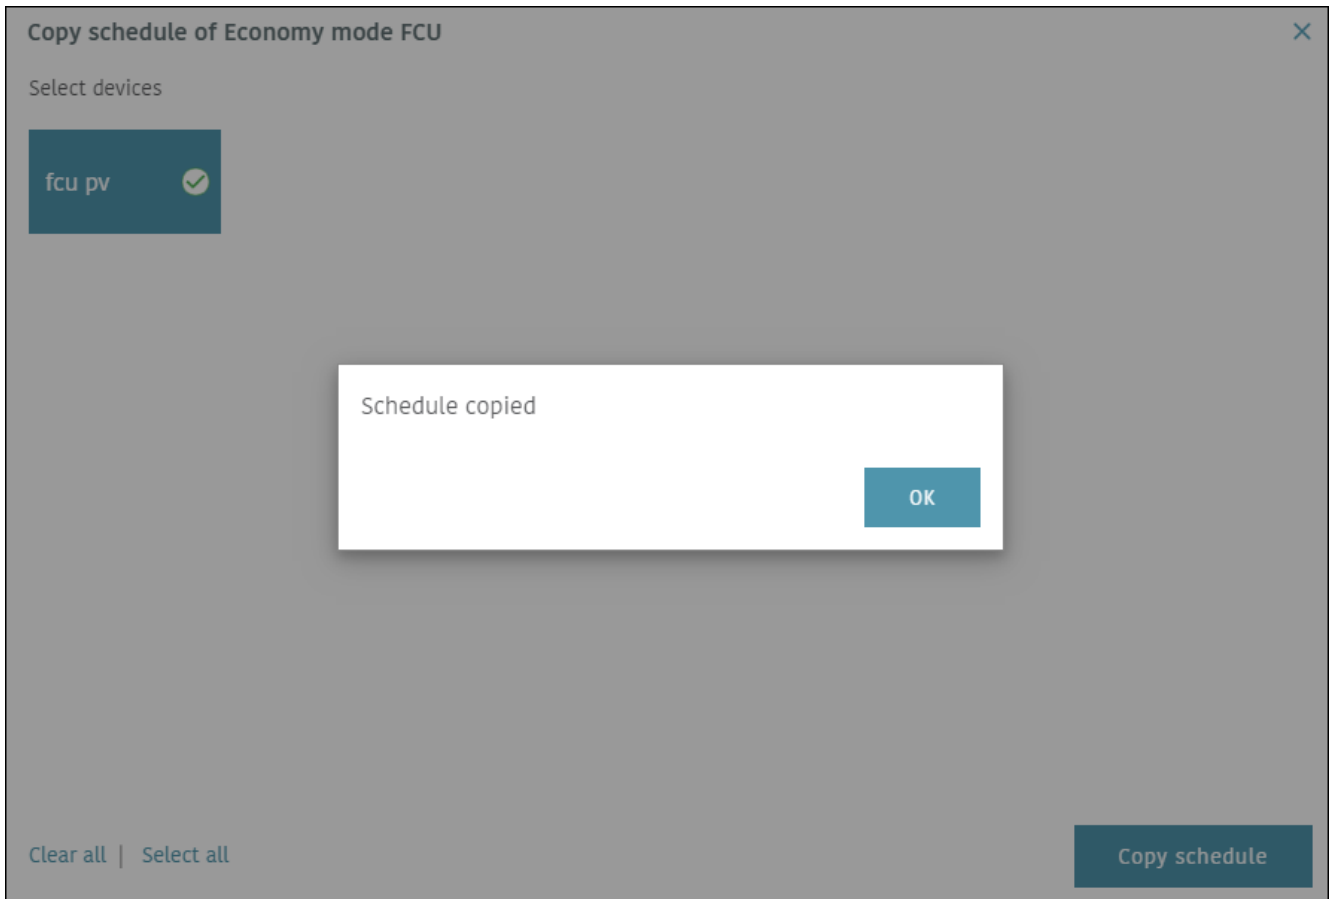 Copy schedule of Economy mode FCU
Select devices
fcu pv
Schedule copied
OK
Clear all | Select all
Copy schedule